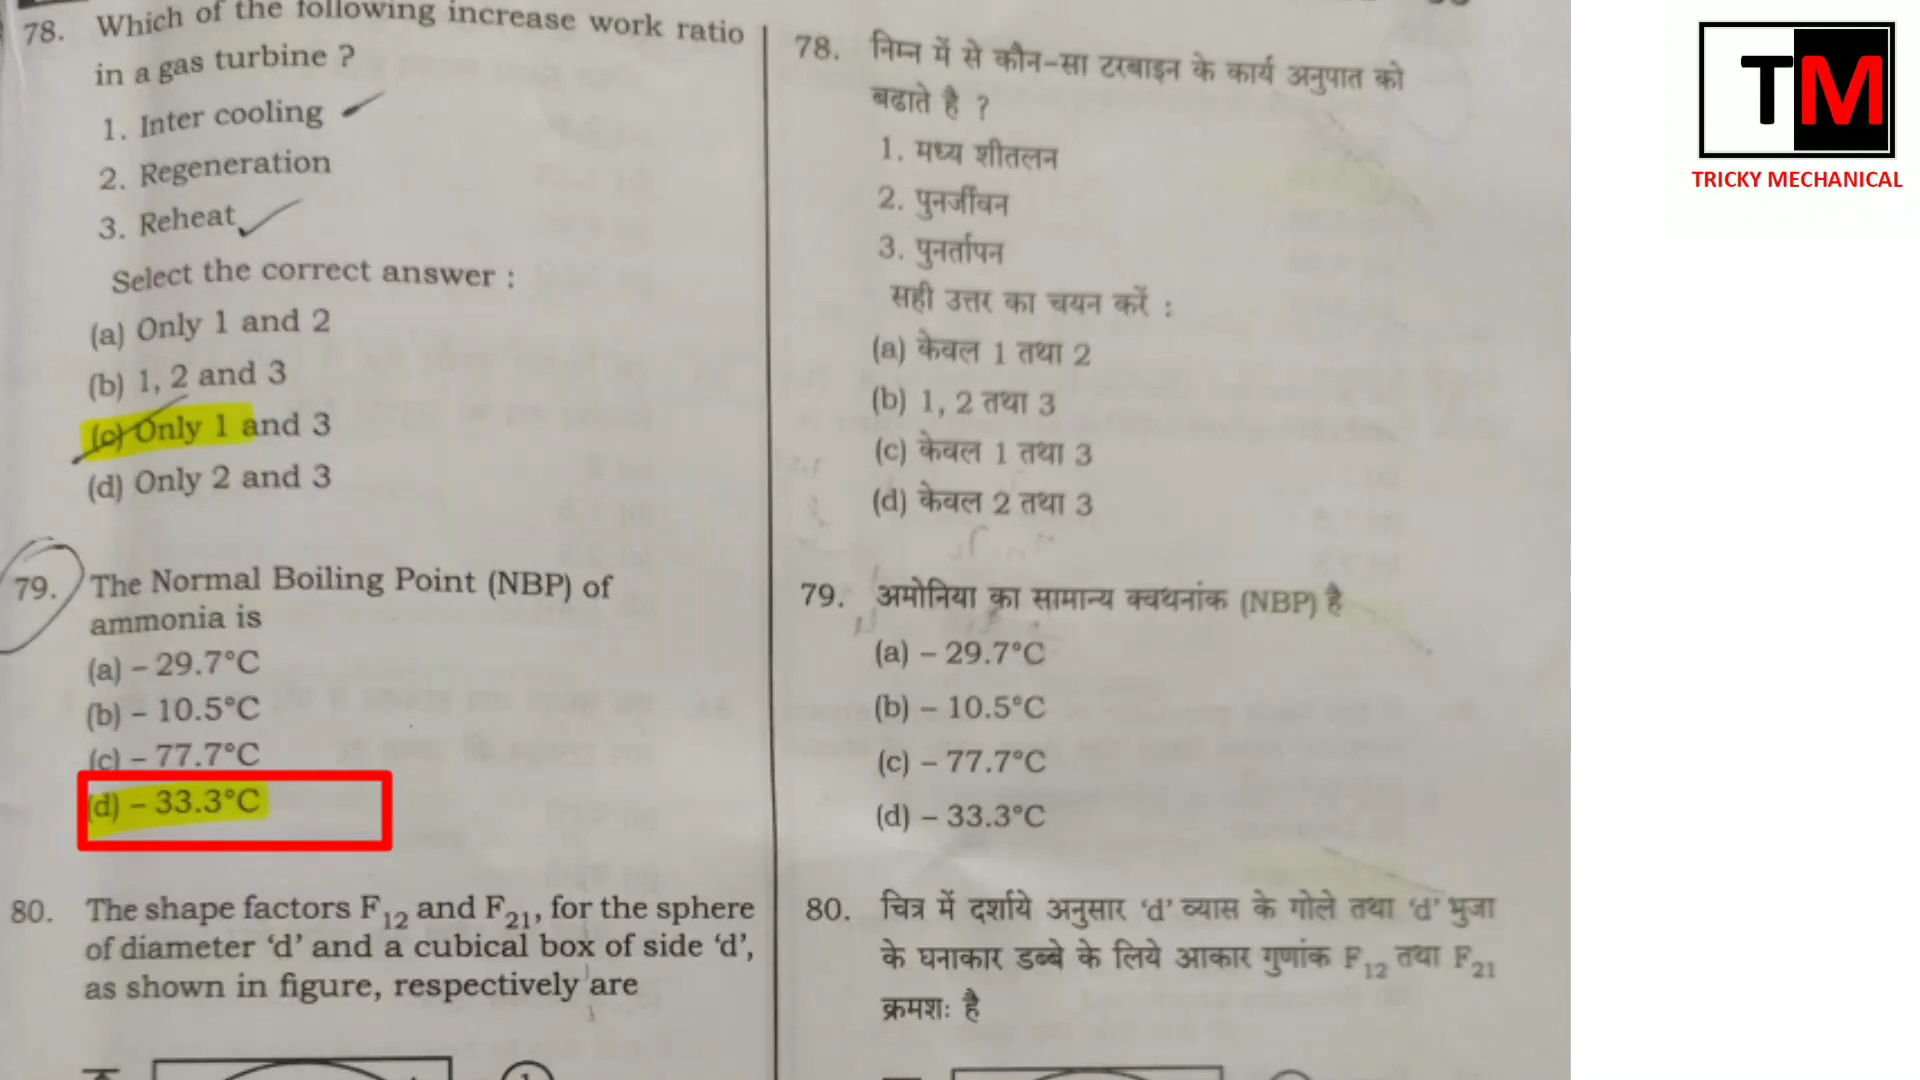 78. Which of the following increase work ratio
in a gas turbine ?
1. Inter cooling
2. Regeneration
3. Reheat
Select the correct answer :
(a) Only 1 and 2
(b) 1, 2 and 3
(c) Only 1 and 3
(d) Only 2 and 3
79. The Normal Boiling Point (NBP) of
ammonia is
(a) – 29.7°C
(b) – 10.5°C
(c) – 77.7°C
(d) – 33.3°C
80. The shape factors F12 and F21, for the sphere
of diameter 'd' and a cubical box of side 'd',
as shown in figure, respectively are
78. निम्न में से कौन-सा टरबाइन के कार्य अनुपात को
बढाते है ?
1. मध्य शीतलन
2. पुनर्जीवन
3. पुनर्तापन
सही उत्तर का चयन करें :
(a) केवल 1 तथा 2
(b) 1, 2 तथा 3
(c) केवल 1 तथा 3
(d) केवल 2 तथा 3
79. अमोनिया का सामान्य क्वथनांक (NBP) है
(a) – 29.7°C
(b) – 10.5°C
(c) – 77.7°C
(d) – 33.3°C
80. चित्र में दर्शाये अनुसार 'd' व्यास के गोले तथा 'd' भुजा
के घनाकार डब्बे के लिये आकार गुणांक F12 तथा F21
क्रमशः है
TM
TRICKY MECHANICAL